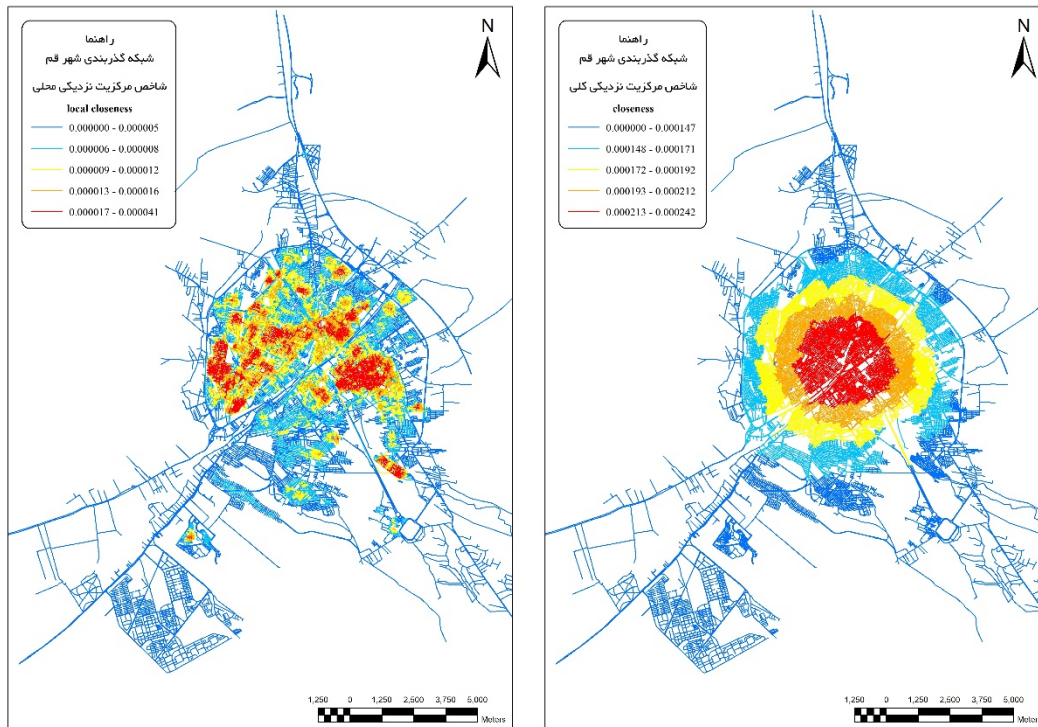 راهنما
شبکه گذربندی شهر قم
شاخص مرکزیت نزدیکی محلی
local closeness
0.000000 - 0.000005
0.000006 - 0.000008
0.000009 - 0.000012
0.000013 - 0.000016
0.000017 - 0.000041
N
1,250 0 1,250 2,500 3,750 5,000
Meters
راهنما
شبکه گذربندی شهر قم
شاخص مرکزیت نزدیکی کلی
closeness
0.000000 - 0.000147
0.000148 - 0.000171
0.000172 - 0.000192
0.000193 - 0.000212
0.000213 - 0.000242
N
1,250 0 1,250 2,500 3,750 5,000
Meters